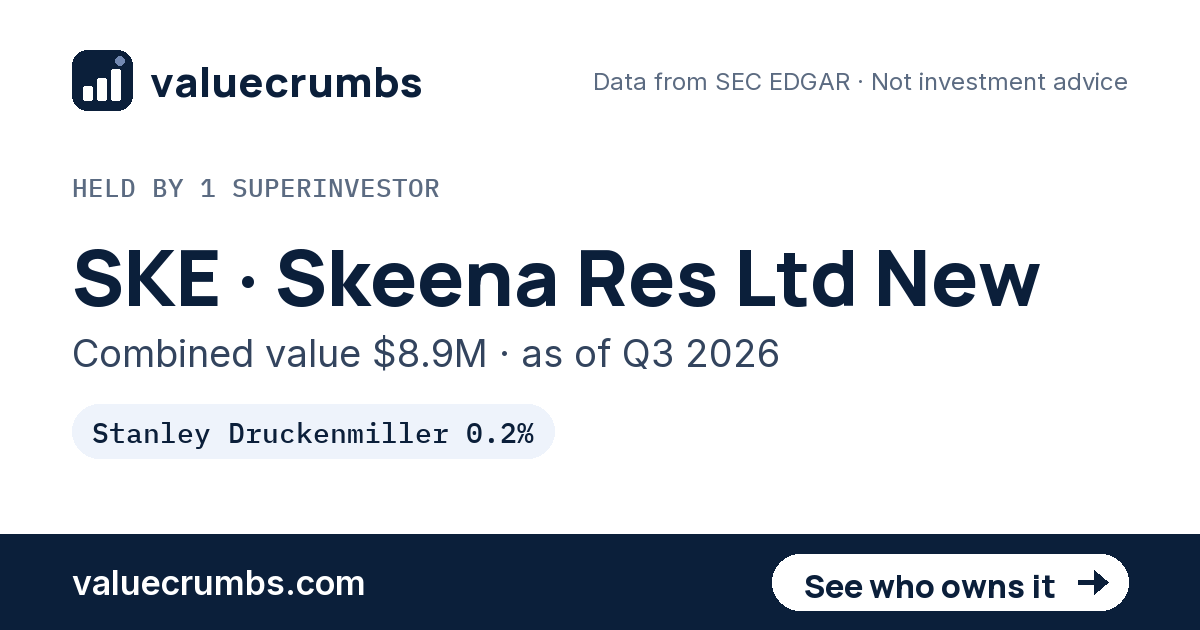 valuecrumbs
Data from SEC EDGAR · Not investment advice
HELD BY 1 SUPERINVESTOR
SKE · Skeena Res Ltd New
Combined value $8.9M · as of Q3 2026
Stanley Druckenmiller 0.2%
valuecrumbs.com
See who owns it →